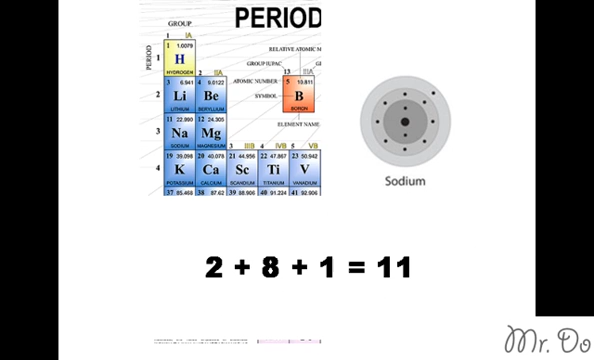 PERIOD
GROUP
1 IA
PERIOD
1 1.0079
H
HYDROGEN
1
2 IIA
RELATIVE ATOMIC M
GROUP IUPAC
13 IIIA
ATOMIC NUMBER
5 10.811
SYMBOL
B
BORON
ELEMENT NAME
2
3 6.941
Li
LITHIUM
4 9.0122
Be
BERYLLIUM
3
11 22.990
Na
SODIUM
12 24.305
Mg
MAGNESIUM
3 IIIB
4 IVB
5 VB
4
19 39.098
K
POTASSIUM
20 40.078
Ca
CALCIUM
21 44.956
Sc
SCANDIUM
22 47.867
Ti
TITANIUM
23 50.942
V
VANADIUM
37 85.468
38 87.62
39 88.906
40 91.224
41 92.906
Sodium
2 + 8 + 1 = 11
Mr. Do